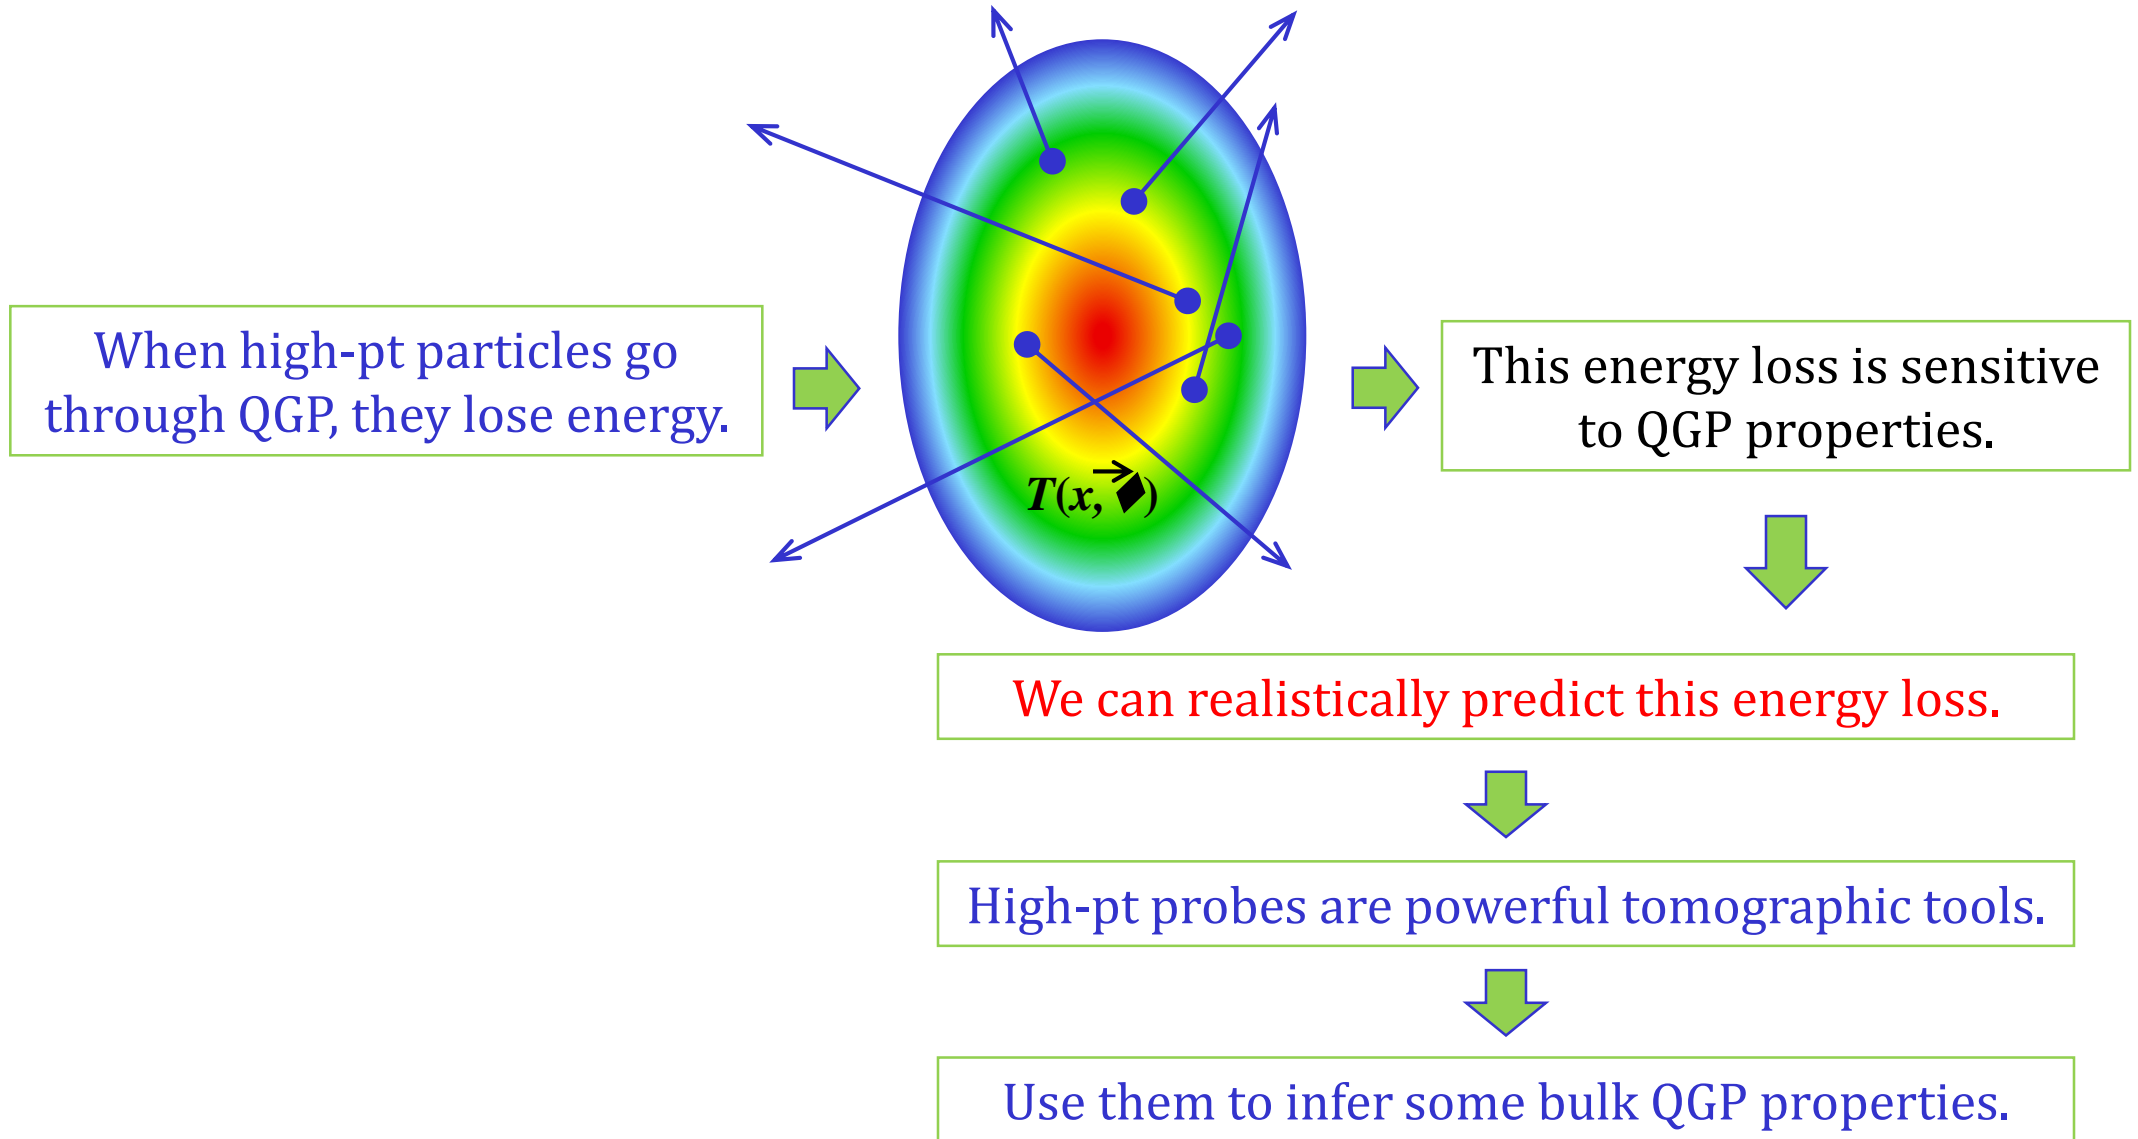 When high-pt particles go
through QGP, they lose energy.
T(x, )
This energy loss is sensitive
to QGP properties.
We can realistically predict this energy loss.
High-pt probes are powerful tomographic tools.
Use them to infer some bulk QGP properties.